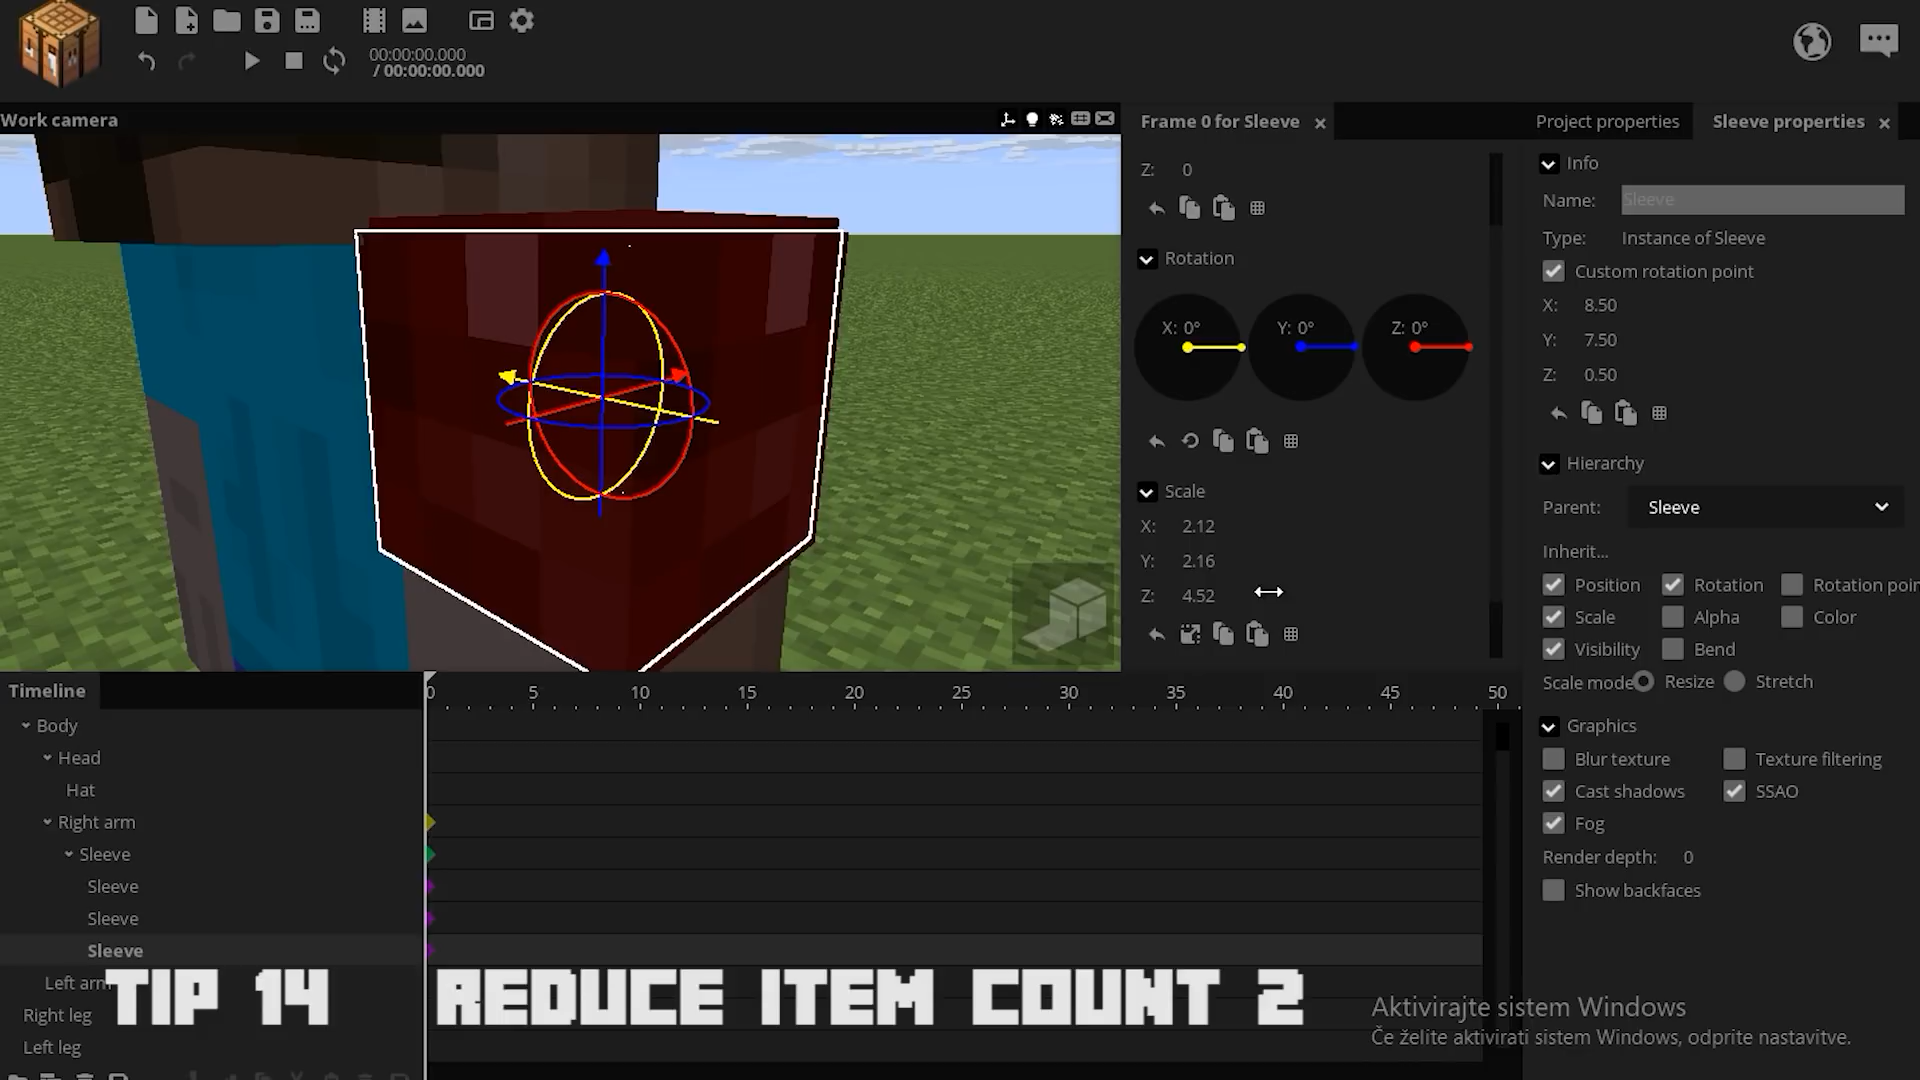 00:00:00.000
/ 00:00:00.000
Work camera
Frame 0 for Sleeve
Z: 0
Rotation
X: 0°
Y: 0°
Z: 0°
Scale
X: 2.12
Y: 2.16
Z: 4.52
Project properties
Sleeve properties
Info
Name: Sleeve
Type: Instance of Sleeve
Custom rotation point
X: 8.50
Y: 7.50
Z: 0.50
Hierarchy
Parent: Sleeve
Inherit...
Position Rotation Rotation poin
Scale Alpha Color
Visibility Bend
Scale mode Resize Stretch
Graphics
Blur texture Texture filtering
Cast shadows SSAO
Fog
Render depth: 0
Show backfaces
Timeline
0 5 10 15 20 25 30 35 40 45 50
Body
Head
Hat
Right arm
Sleeve
Sleeve
Sleeve
Sleeve
Left arm
Right leg
Left leg
TIP 14 REDUCE ITEM COUNT 2
Aktivirajte sistem Windows
Če želite aktivirati sistem Windows, odprite nastavitve.